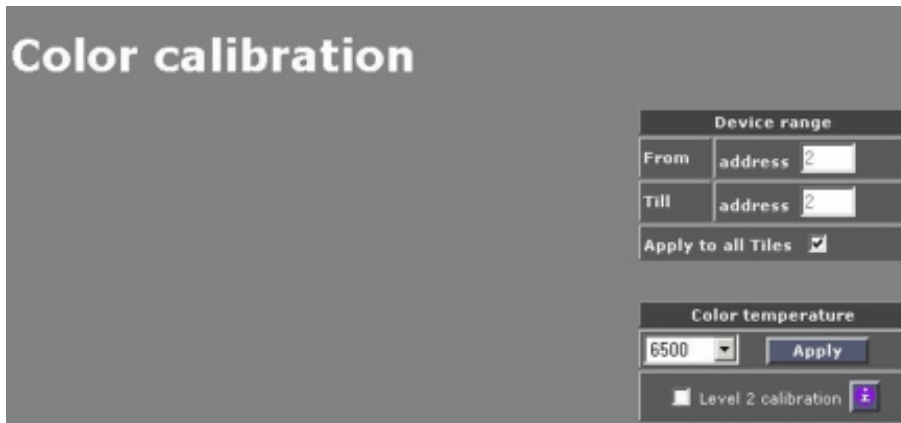 Color calibration
Device range
From address 2
Till address 2
Apply to all Tiles
Color temperature
6500 Apply
Level 2 calibration i